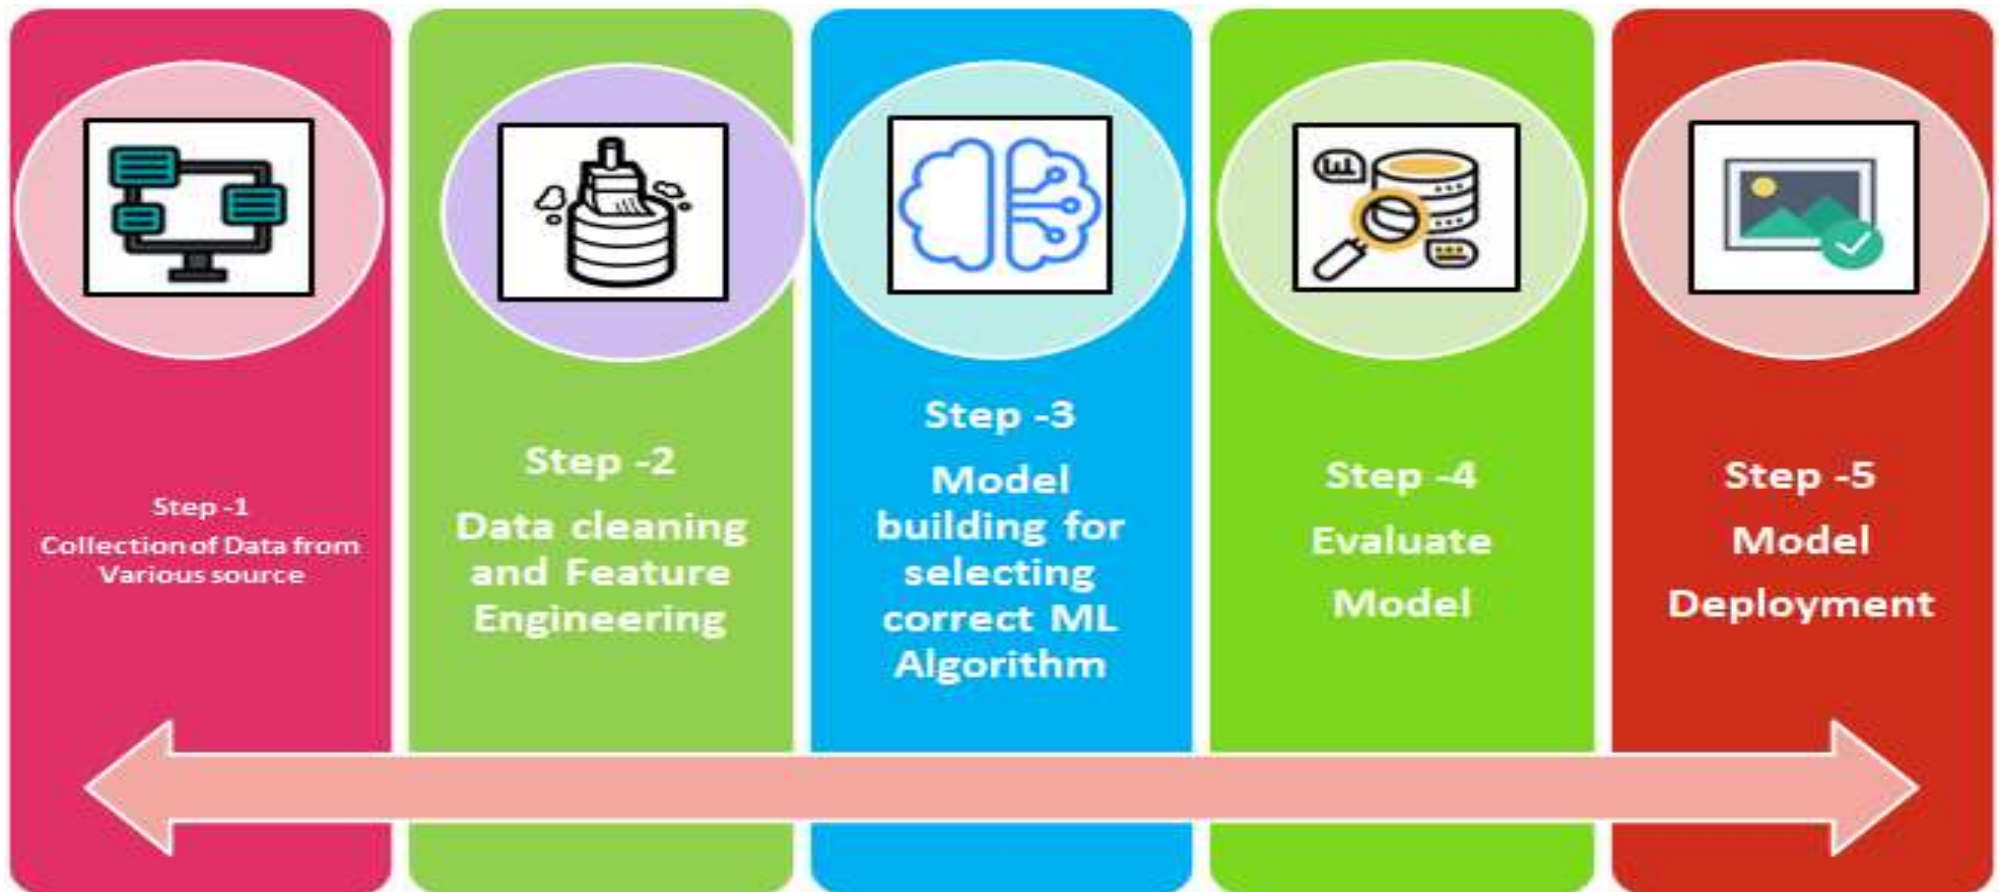 Step -1
Collection of Data from
Various source
Step -2
Data cleaning
and Feature
Engineering
Step -3
Model
building for
selecting
correct ML
Algorithm
Step -4
Evaluate
Model
Step -5
Model
Deployment